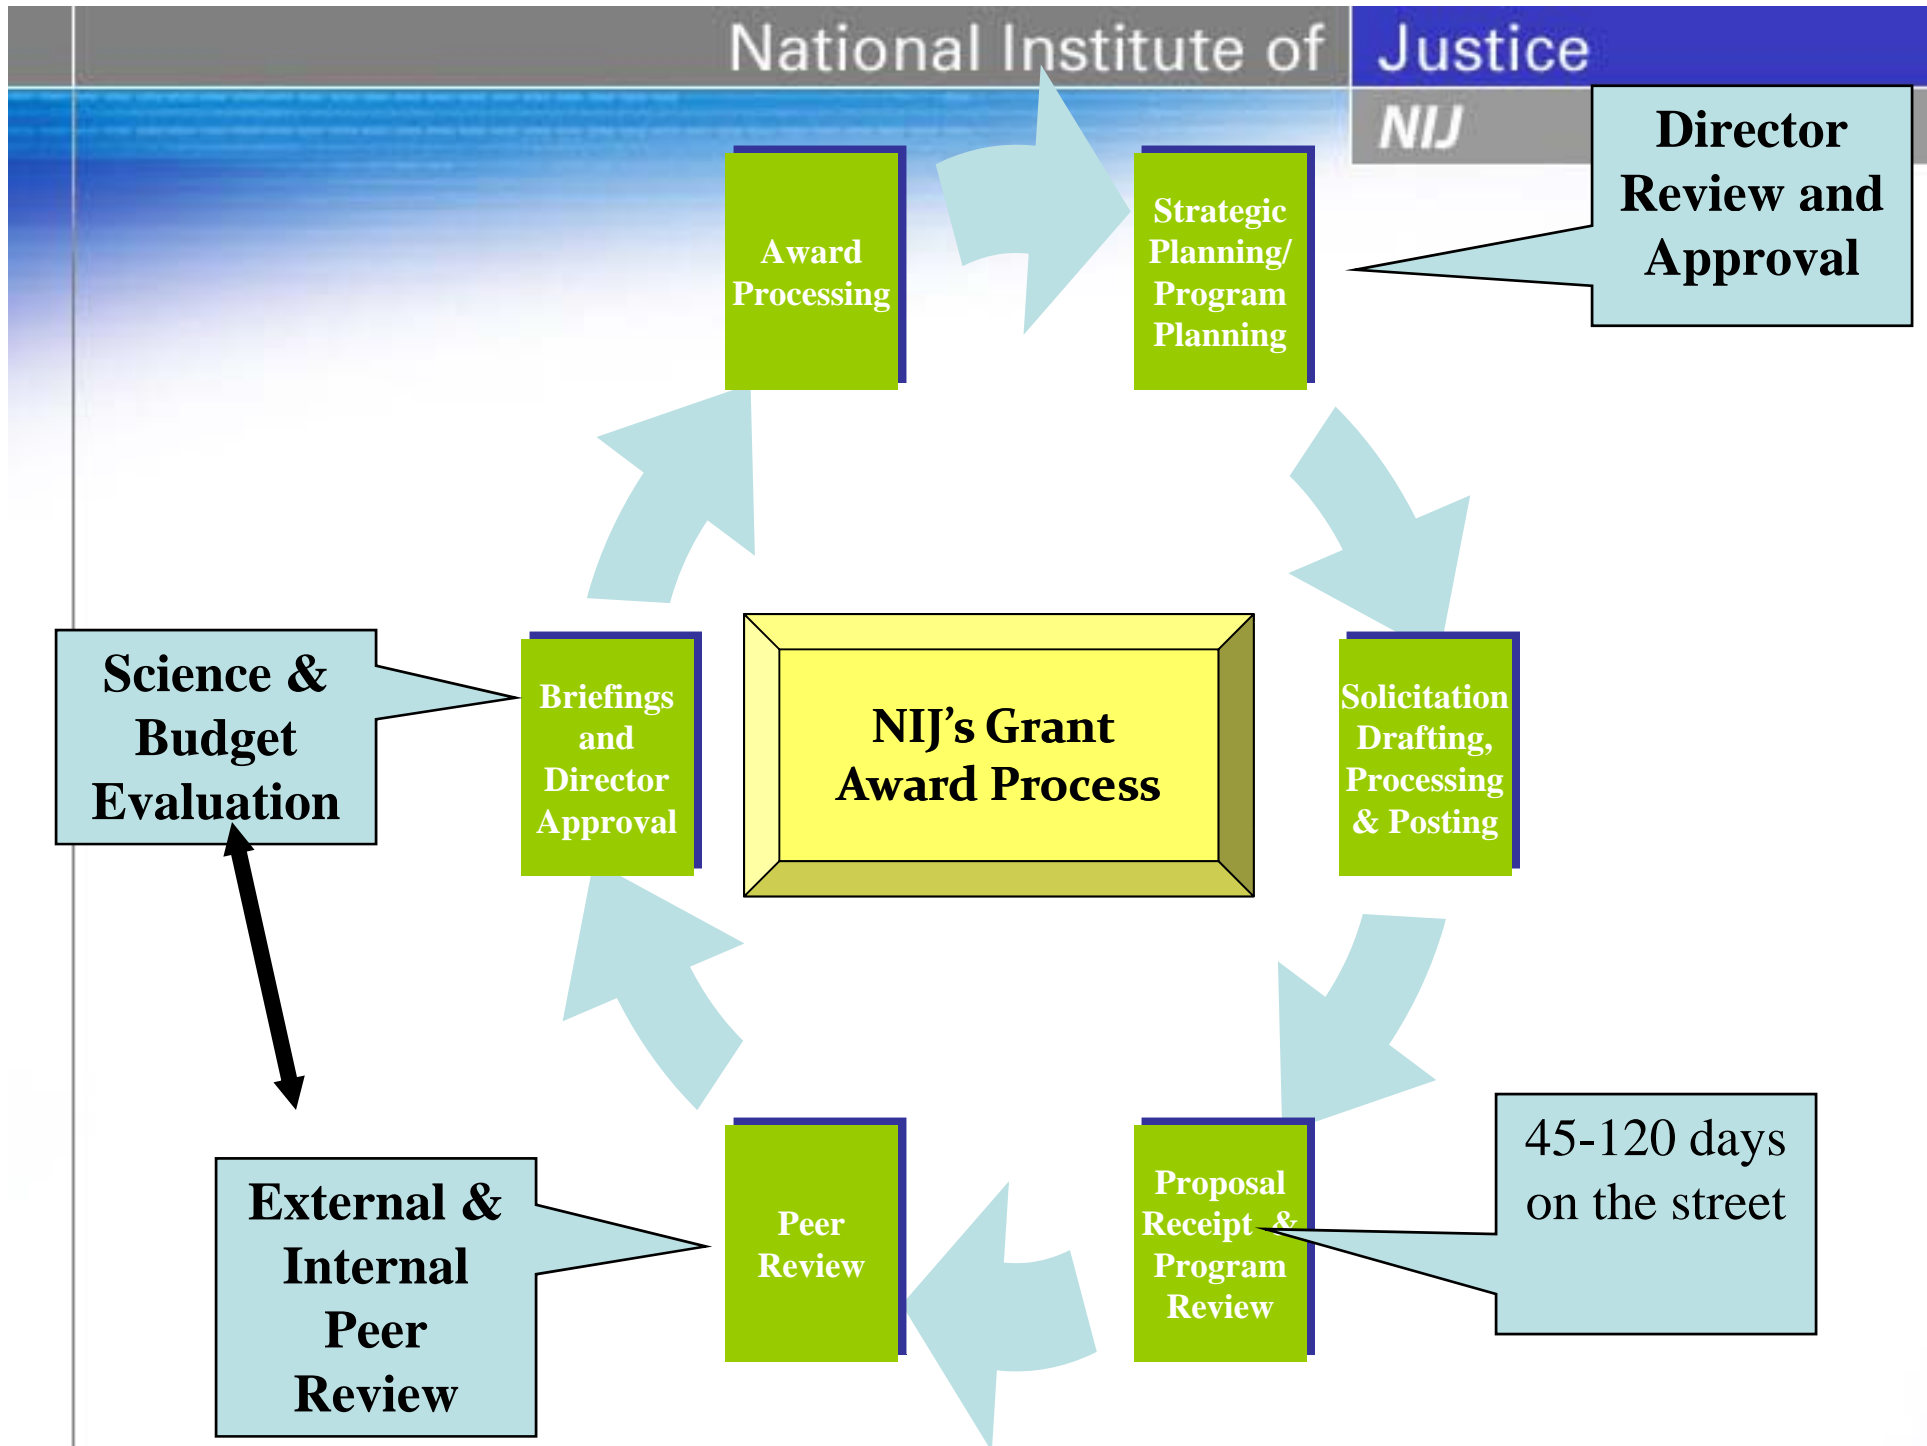 National Institute of Justice
NIJ
Director
Review and
Approval
Award
Processing
Strategic
Planning/
Program
Planning
Science &
Budget
Evaluation
Briefings
and
Director
Approval
NIJ’s Grant
Award Process
Solicitation
Drafting,
Processing
& Posting
External &
Internal
Peer
Review
Peer
Review
Proposal
Receipt &
Program
Review
45-120 days
on the street